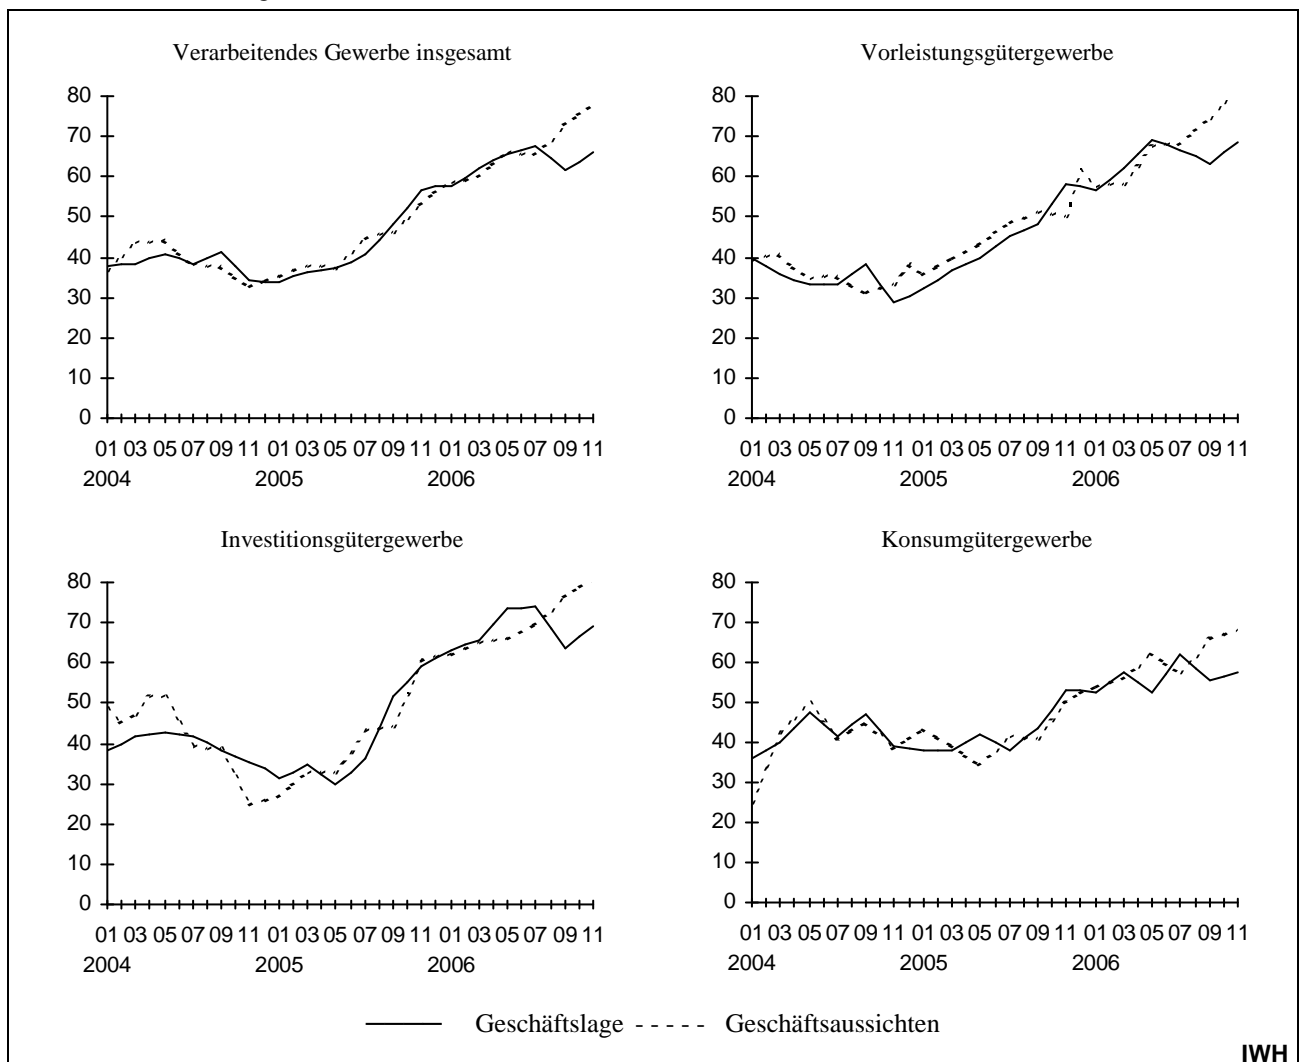 Verarbeitendes Gewerbe insgesamt
80
70
60
50
40
30
20
10
0
01 03 05 07 09 11 01 03 05 07 09 11 01 03 05 07 09 11
2004 2005 2006
Vorleistungsgütergewerbe
80
70
60
50
40
30
20
10
0
01 03 05 07 09 11 01 03 05 07 09 11 01 03 05 07 09 11
2004 2005 2006
Investitionsgütergewerbe
80
70
60
50
40
30
20
10
0
01 03 05 07 09 11 01 03 05 07 09 11 01 03 05 07 09 11
2004 2005 2006
Konsumgütergewerbe
80
70
60
50
40
30
20
10
0
01 03 05 07 09 11 01 03 05 07 09 11 01 03 05 07 09 11
2004 2005 2006
Geschäftslage - - - - - Geschäftsaussichten
IWH